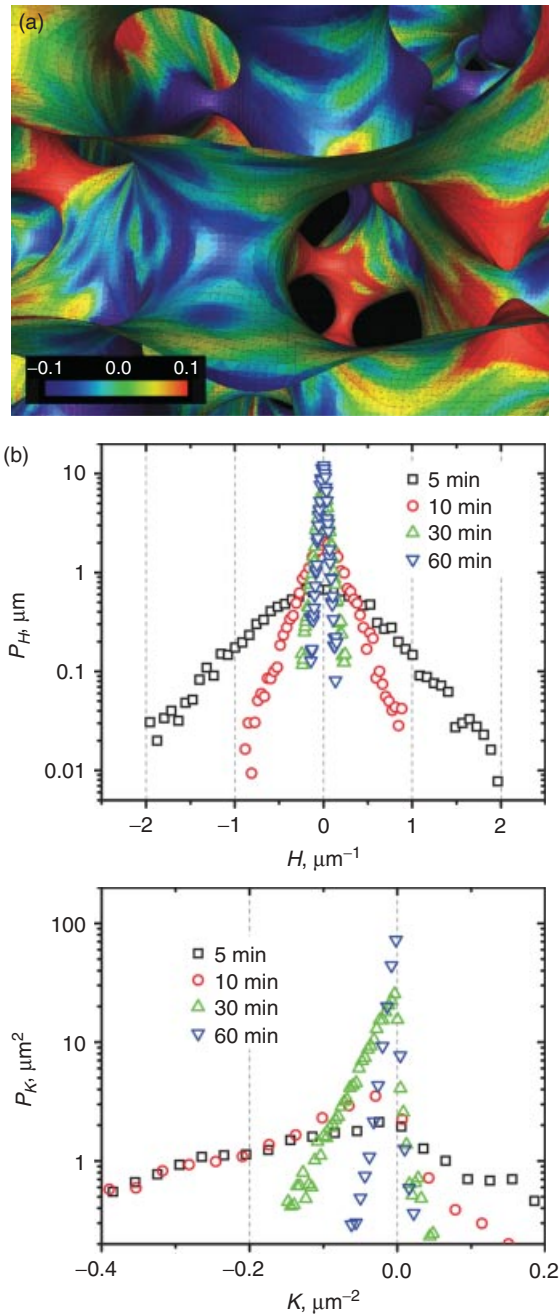 (a)
−0.1 0.0 0.1
(b)
10
1
0.1
0.01
P_H, μm
5 min
10 min
30 min
60 min
−2 −1 0 1 2
H, μm⁻¹
100
10
1
P_K, μm²
5 min
10 min
30 min
60 min
−0.4 −0.2 0.0 0.2
K, μm⁻²